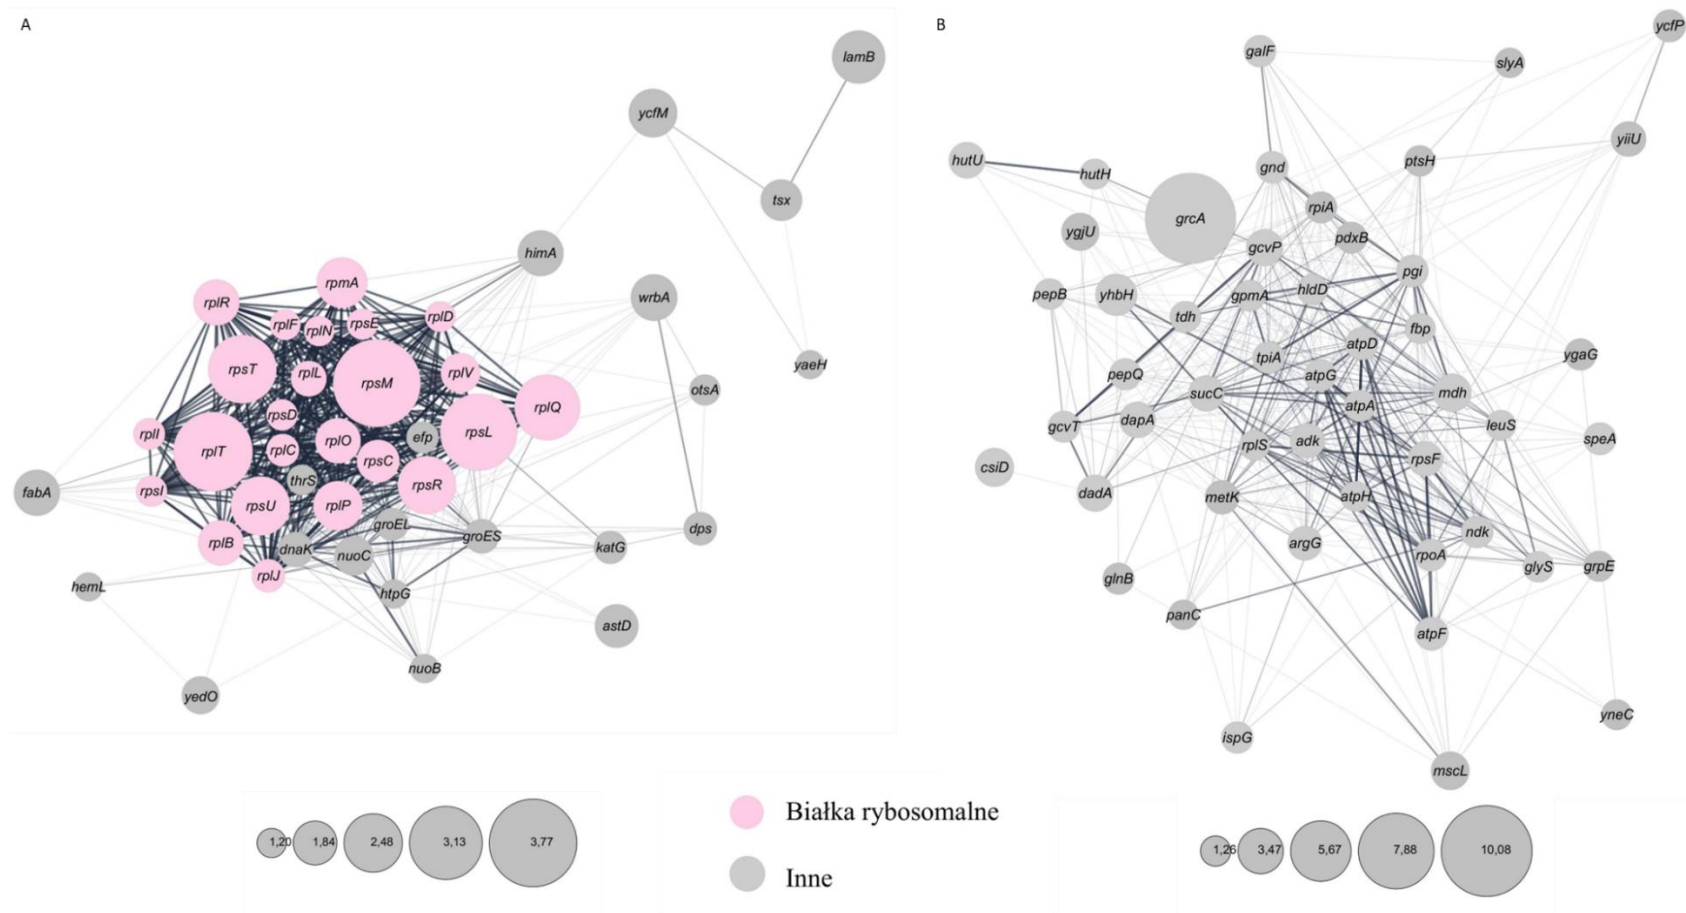 A
lamB
ycfM
tsx
himA
rpmA
wrbA
rplR
rplD
rplF
rplN
rpsE
yaeH
rpsT
rplL
rpsM
rplV
otsA
rplQ
rpsD
rplI
rplO
efp
rpsL
rplT
rplC
rpsC
thrS
rpsI
rpsR
fabA
rpsU
rplP
groEL
dps
rplB
dnaK
nuoC
groES
katG
rplJ
hemL
htpG
astD
nuoB
yedO
1,20
1,84
2,48
3,13
3,77
B
ycfP
galF
slyA
yiiU
hutU
hutH
gnd
ptsH
grcA
rpiA
ygjU
gcvP
pdxB
pgi
pepB
yhbH
gpmA
hldD
tdh
fbp
tpiA
atpD
ygaG
pepQ
atpG
sucC
mdh
atpA
gcvT
dapA
leuS
speA
rplS
adk
rpsF
csiD
dadA
metK
atpH
ndk
argG
rpoA
glnB
glyS
grpE
panC
atpF
yneC
ispG
mscL
Białka rybosomalne
Inne
1,26
3,47
5,67
7,88
10,08